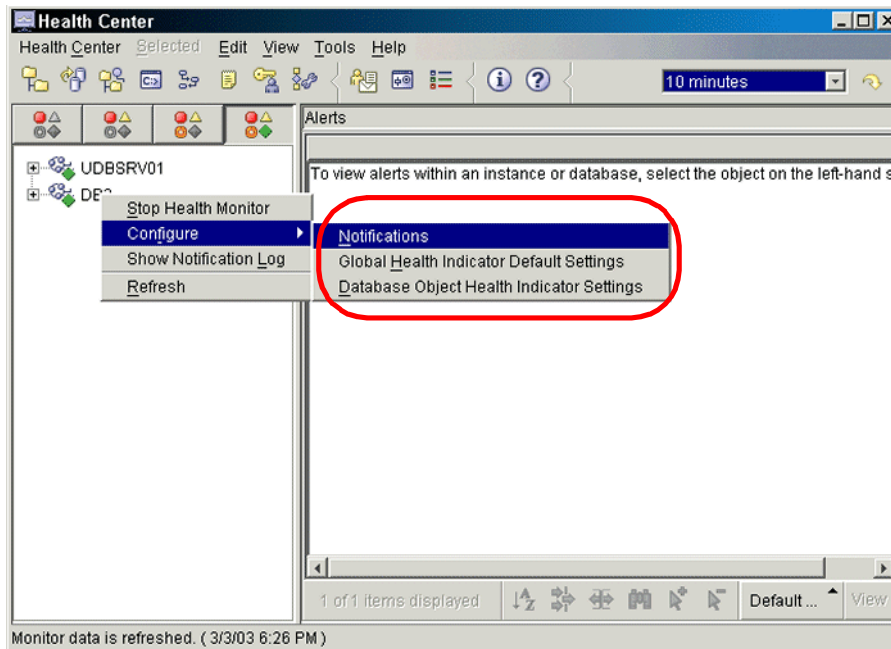 Health Center
Health Center Selected Edit View Tools Help
10 minutes
Alerts
To view alerts within an instance or database, select the object on the left-hand s
UDBSRV01
Stop Health Monitor
Configure
Show Notification Log
Refresh
Notifications
Global Health Indicator Default Settings
Database Object Health Indicator Settings
1 of 1 items displayed
Default ...
View
Monitor data is refreshed. ( 3/3/03 6:26 PM )